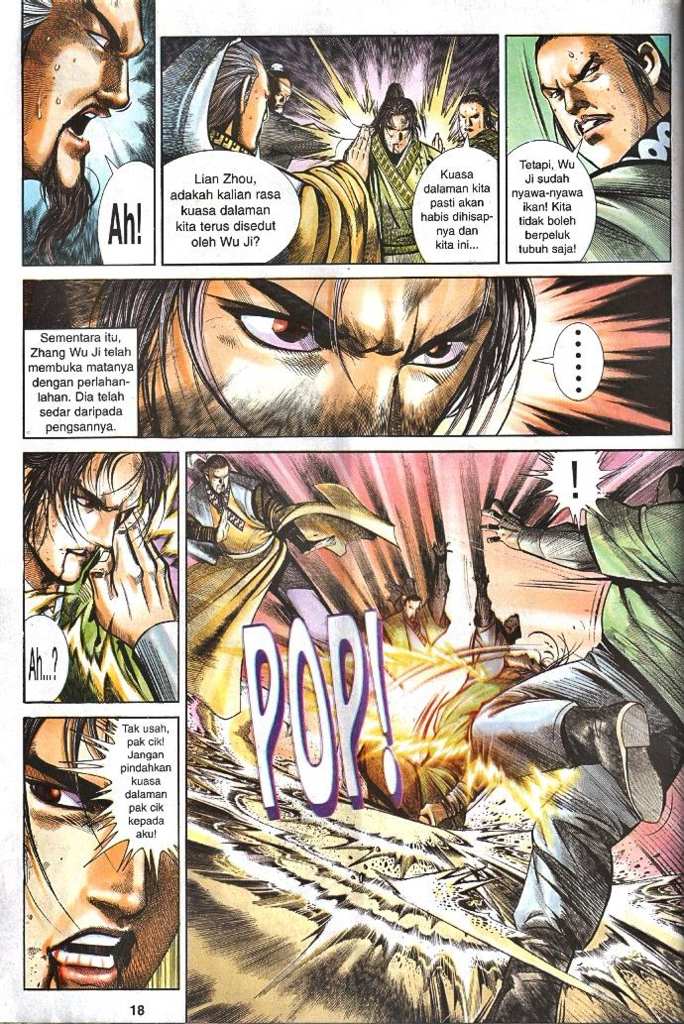 Ah!
Lian Zhou,
adakah kalian rasa
kuasa dalaman
kita terus disedut
oleh Wu Ji?
Kuasa
dalaman kita
pasti akan
habis dihisap-
nya dan
kita ini...
Tetapi, Wu
Ji sudah
nyawa-nyawa
ikan! Kita
tidak boleh
berpeluk
tubuh saja!
Sementara itu,
Zhang Wu Ji telah
membuka matanya
dengan perlahan-
lahan. Dia telah
sedar daripada
pengsannya.
.....
Ah...?
!
POP!
Tak usah,
pak cik!
Jangan
pindahkan
kuasa
dalaman
pak cik
kepada
aku!
18